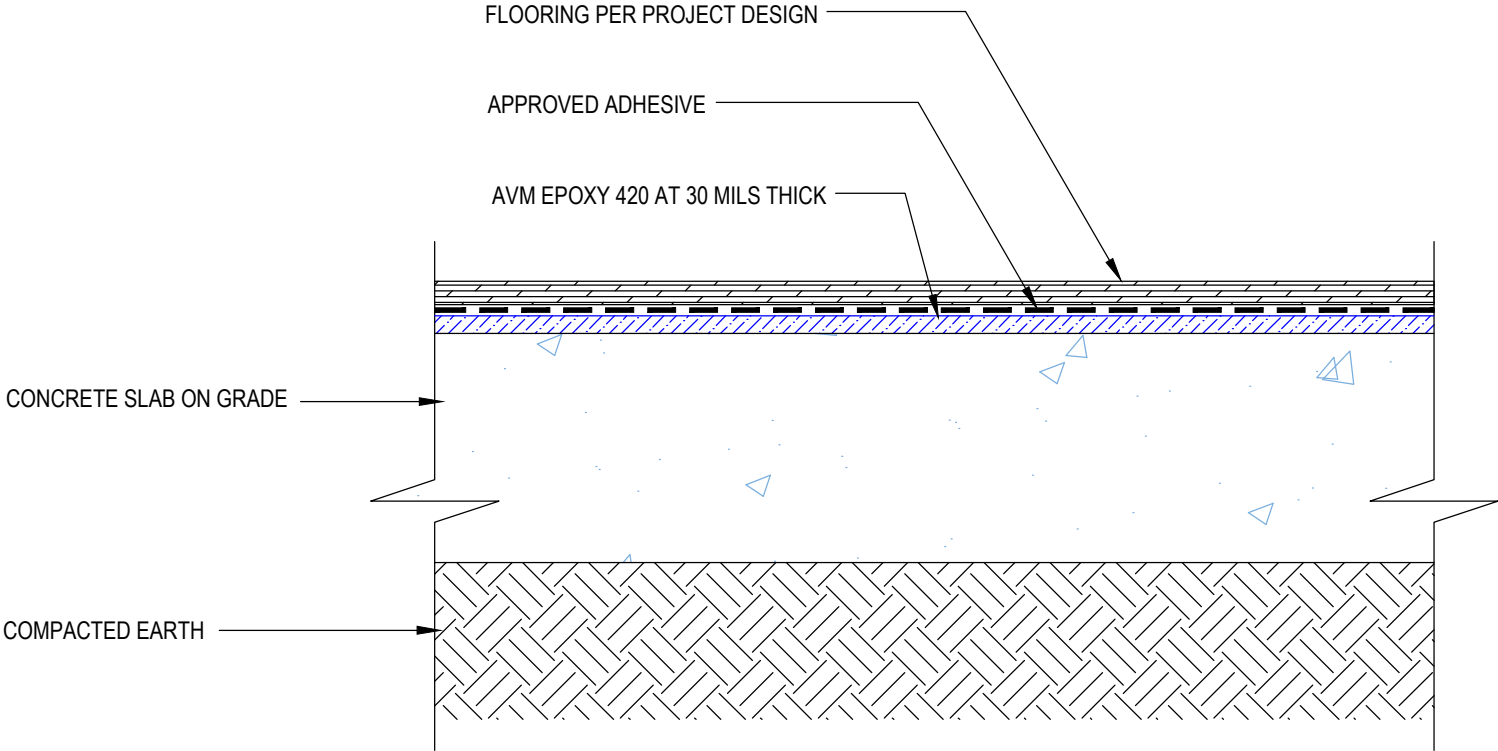 FLOORING PER PROJECT DESIGN
APPROVED ADHESIVE
AVM EPOXY 420 AT 30 MILS THICK
CONCRETE SLAB ON GRADE
COMPACTED EARTH